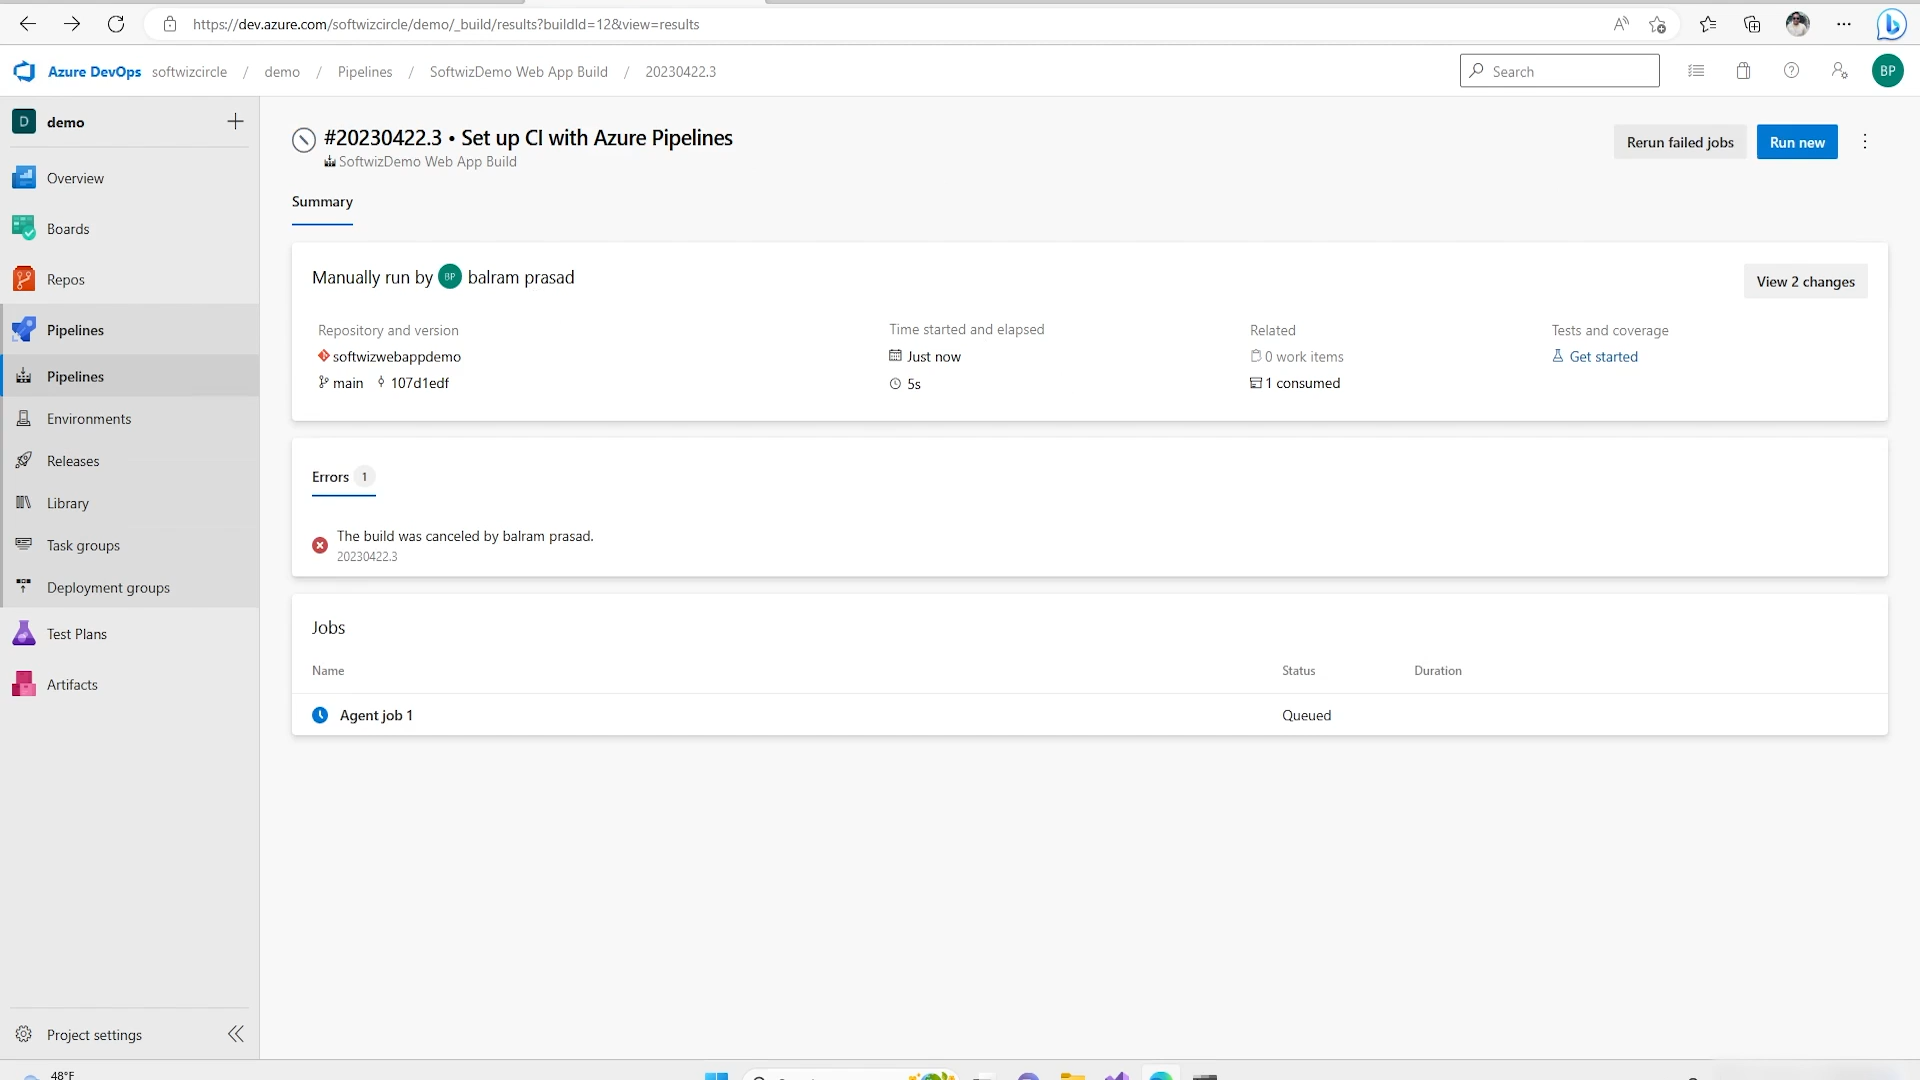 https://dev.azure.com/softwizcircle/demo/_build/results?buildId=12&view=results
Azure DevOps softwizcircle / demo / Pipelines / SoftwizDemo Web App Build / 20230422.3
Search
BP
D demo
Overview
Boards
Repos
Pipelines
Pipelines
Environments
Releases
Library
Task groups
Deployment groups
Test Plans
Artifacts
Project settings
#20230422.3 • Set up CI with Azure Pipelines
SoftwizDemo Web App Build
Rerun failed jobs
Run new
Summary
Manually run by BP balram prasad
View 2 changes
Repository and version
softwizwebappdemo
main 107d1edf
Time started and elapsed
Just now
5s
Related
0 work items
1 consumed
Tests and coverage
Get started
Errors 1
The build was canceled by balram prasad.
20230422.3
Jobs
Name Status Duration
Agent job 1 Queued
48°F